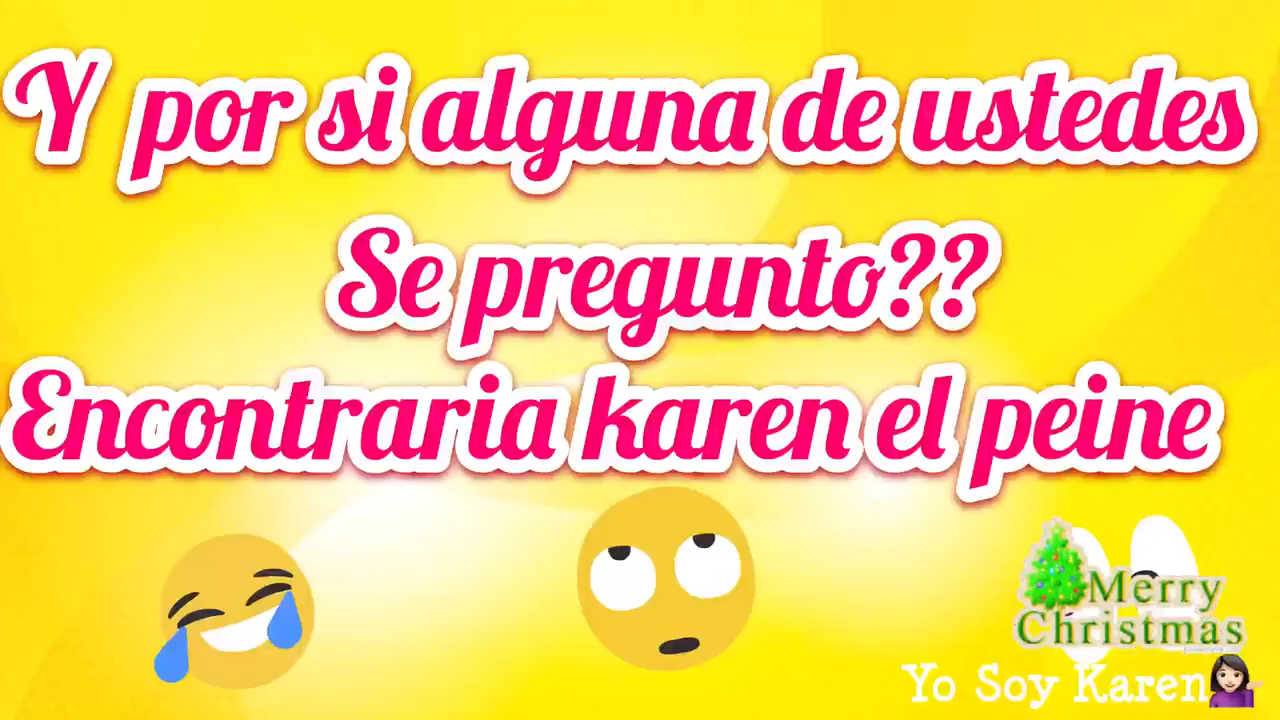 Y por si alguna de ustedes
Se pregunto??
Encontraria karen el peine
Merry
Christmas
Yo Soy Karen